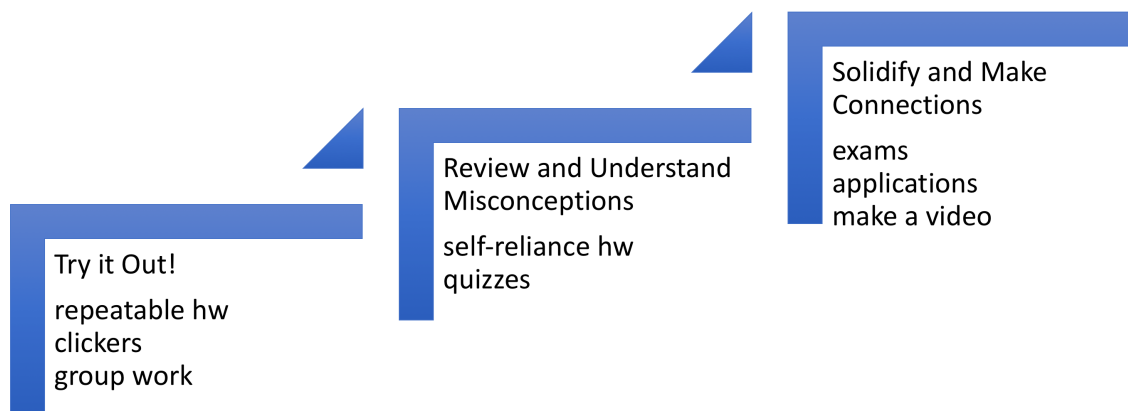 Try it Out!
repeatable hw
clickers
group work
Review and Understand
Misconceptions
self-reliance hw
quizzes
Solidify and Make
Connections
exams
applications
make a video